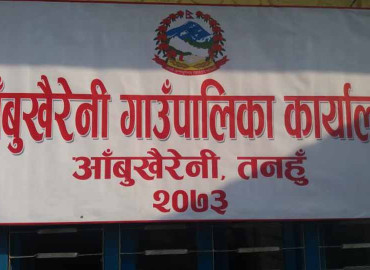 ँबुखैरेनी गाउँपालिका कार्याल
आँबुखैरेनी, तनहुँ
२०७३